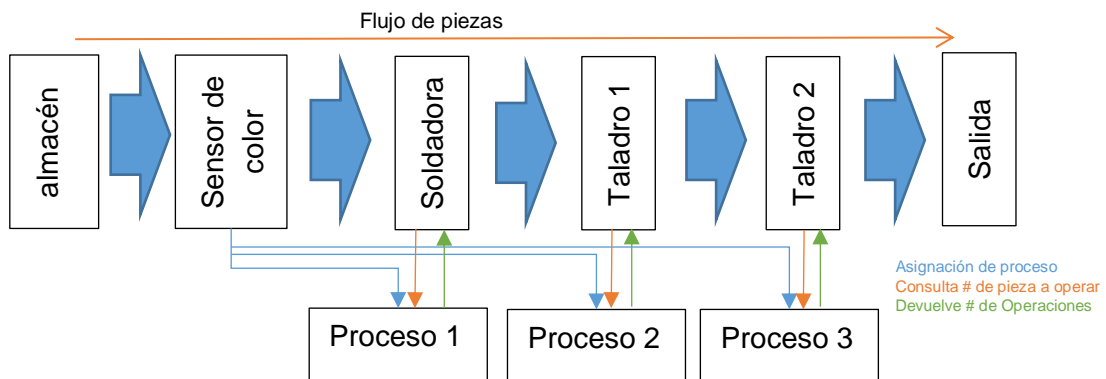 Flujo de piezas
almacén
Sensor de
color
Soldadora
Taladro 1
Taladro 2
Salida
Asignación de proceso
Consulta # de pieza a operar
Devuelve # de Operaciones
Proceso 1
Proceso 2
Proceso 3